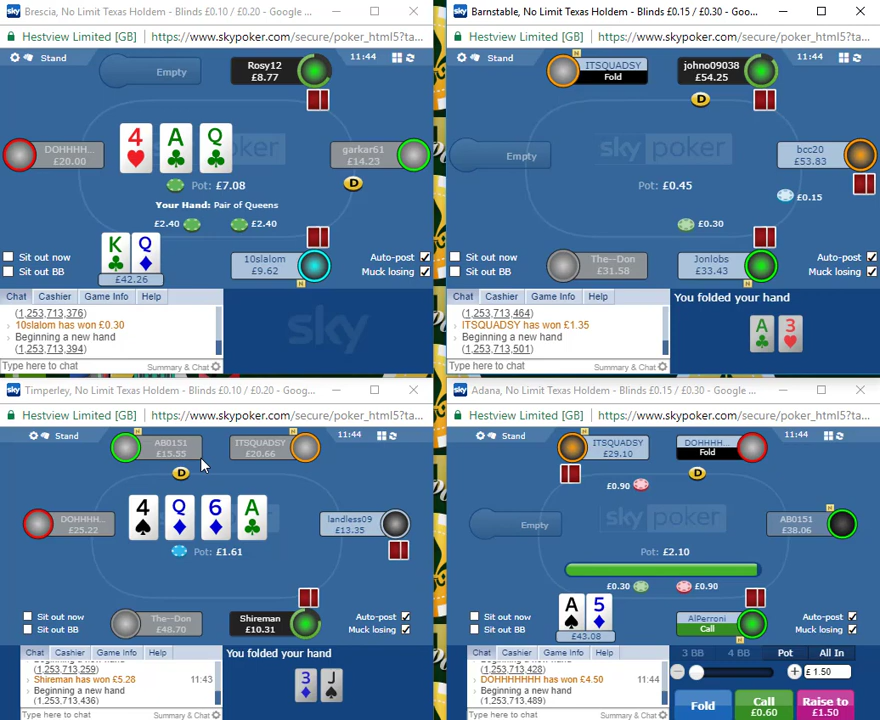 Brescia, No Limit Texas Holdem - Blinds £0.10 / £0.20 - Google ...
Hestview Limited [GB] https://www.skypoker.com/secure/poker_html5?ta...
Stand
11:44
Empty
Rosy12
£8.77
DOHHHH...
£20.00
4
A
Q
garkar61
£14.23
D
sky poker
Pot: £7.08
Your Hand: Pair of Queens
£2.40
£2.40
K
Q
£42.26
10slalom
£9.62
H
Sit out now
Sit out BB
Auto-post
Muck losing
Chat
Cashier
Game Info
Help
(1,253,713,376)
10slalom has won £0.30
Beginning a new hand
(1,253,713,394)
Type here to chat
Summary & Chat
sky
Barnstable, No Limit Texas Holdem - Blinds £0.15 / £0.30 - Goo...
Hestview Limited [GB] https://www.skypoker.com/secure/poker_html5?ta...
Stand
11:44
H
ITSQUADSY
Fold
johno09038
£54.25
D
Empty
sky poker
bcc20
£53.83
Pot: £0.45
£0.15
£0.30
The--Don
£31.58
Jonlobs
£33.43
H
Sit out now
Sit out BB
Auto-post
Muck losing
Chat
Cashier
Game Info
Help
(1,253,713,464)
ITSQUADSY has won £1.35
Beginning a new hand
(1,253,713,501)
Type here to chat
Summary & Chat
You folded your hand
A
3
Timperley, No Limit Texas Holdem - Blinds £0.10 / £0.20 - Goog...
Hestview Limited [GB] https://www.skypoker.com/secure/poker_html5?ta...
Stand
11:44
H
AB0151
£15.55
ITSQUADSY
£20.66
H
D
DOHHHH...
£25.22
4
Q
6
A
landless09
£13.35
Pot: £1.61
The--Don
£48.70
Shireman
£10.31
Sit out now
Sit out BB
Auto-post
Muck losing
Chat
Cashier
Game Info
Help
(1,253,713,259)
Shireman has won £5.28
11:43
Beginning a new hand
(1,253,713,436)
Type here to chat
Summary & Chat
You folded your hand
3
J
Adana, No Limit Texas Holdem - Blinds £0.15 / £0.30 - Google ...
Hestview Limited [GB] https://www.skypoker.com/secure/poker_html5?ta...
Stand
11:44
H
ITSQUADSY
£29.10
DOHHHH...
Fold
D
£0.90
Empty
sky poker
AB0151
£38.06
H
Pot: £2.10
£0.30
£0.90
A
5
£43.08
AlPerroni
Call
H
Sit out now
Sit out BB
Auto-post
Muck losing
Chat
Cashier
Game Info
Help
(1,253,713,428)
DOHHHHHHH has won £4.50
11:44
Beginning a new hand
(1,253,713,489)
Type here to chat
Summary & Chat
3 BB
4 BB
Pot
All In
£ 1.50
Fold
Call
£0.60
Raise to
£1.50